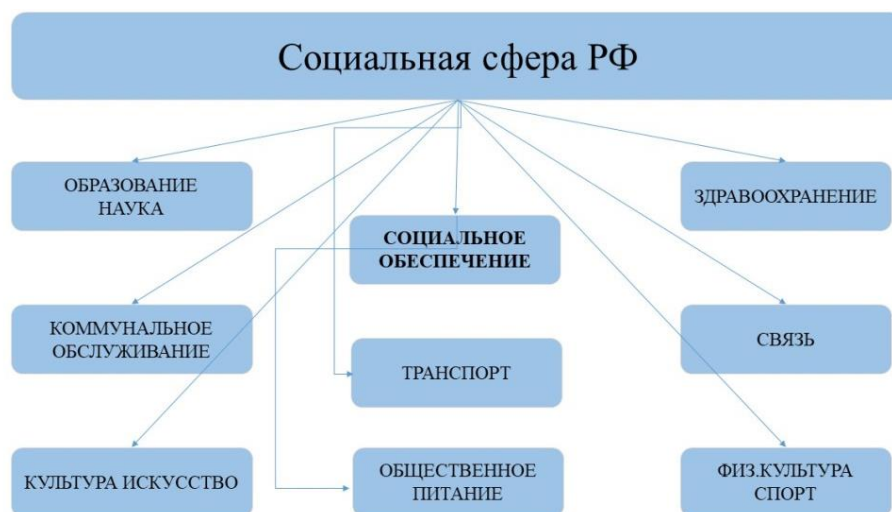 Социальная сфера РФ
ОБРАЗОВАНИЕ
НАУКА
ЗДРАВООХРАНЕНИЕ
СОЦИАЛЬНОЕ
ОБЕСПЕЧЕНИЕ
КОММУНАЛЬНОЕ
ОБСЛУЖИВАНИЕ
СВЯЗЬ
ТРАНСПОРТ
КУЛЬТУРА ИСКУССТВО
ОБЩЕСТВЕННОЕ
ПИТАНИЕ
ФИЗ.КУЛЬТУРА
СПОРТ